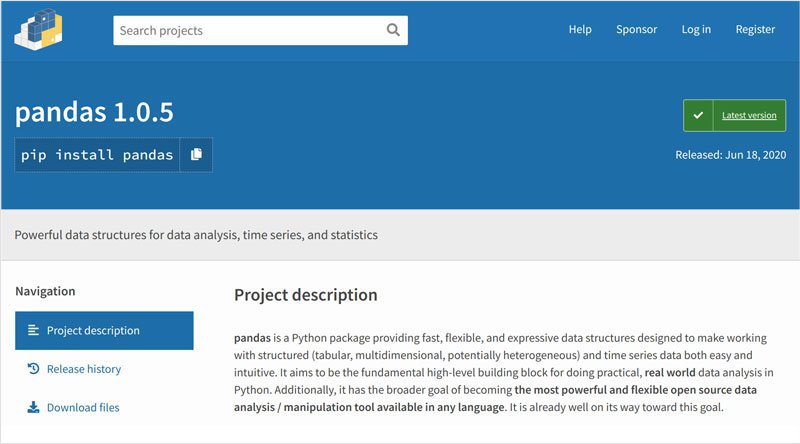 Search projects
Help
Sponsor
Log in
Register
pandas 1.0.5
pip install pandas
Latest version
Released: Jun 18, 2020
Powerful data structures for data analysis, time series, and statistics
Navigation
Project description
Release history
Download files
Project description
pandas is a Python package providing fast, flexible, and expressive data structures designed to make working
with structured (tabular, multidimensional, potentially heterogeneous) and time series data both easy and
intuitive. It aims to be the fundamental high-level building block for doing practical, real world data analysis in
Python. Additionally, it has the broader goal of becoming the most powerful and flexible open source data
analysis / manipulation tool available in any language. It is already well on its way toward this goal.